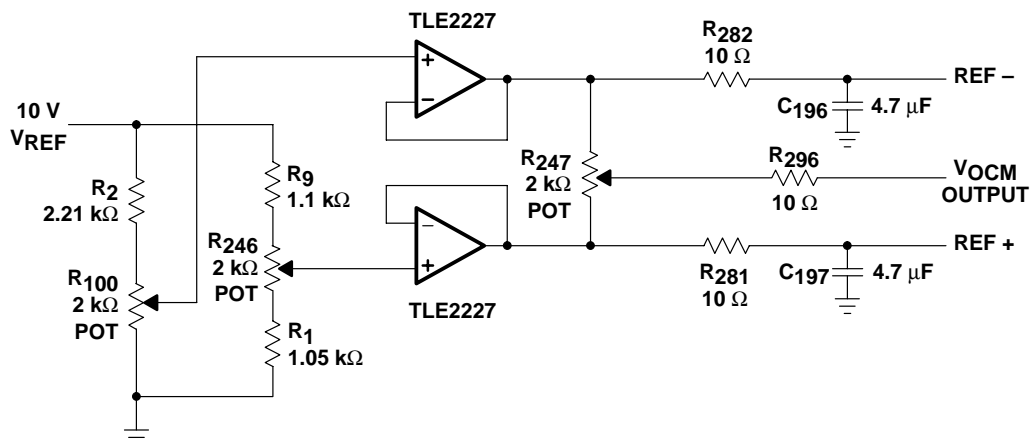 TLE2227
R282
10 Ω
REF –
+
–
C196
4.7 μF
10 V
VREF
R247
2 kΩ
POT
R296
10 Ω
VOCM
OUTPUT
R2
2.21 kΩ
R9
1.1 kΩ
–
+
R246
2 kΩ
POT
REF +
R281
10 Ω
C197
4.7 μF
R100
2 kΩ
POT
TLE2227
R1
1.05 kΩ